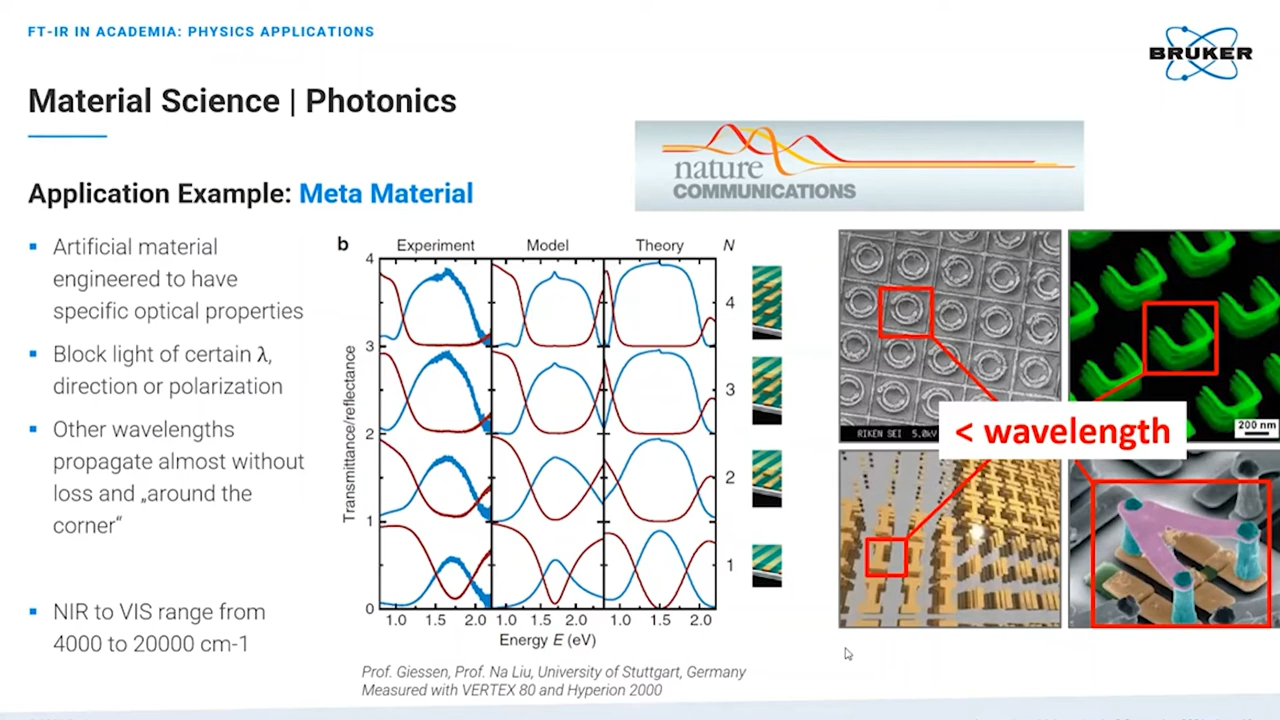 FT-IR IN ACADEMIA: PHYSICS APPLICATIONS
BRUKER
Material Science | Photonics
nature
COMMUNICATIONS
Application Example: Meta Material
Artificial material
engineered to have
specific optical properties
Block light of certain λ,
direction or polarization
Other wavelengths
propagate almost without
loss and „around the
corner“
NIR to VIS range from
4000 to 20000 cm-1
b
Experiment Model Theory N
4
3
2
1
0
Transmittance/reflectance
4
3
2
1
1.0 1.5 2.0 1.0 1.5 2.0 1.0 1.5 2.0
Energy E (eV)
Prof. Giessen, Prof. Na Liu, University of Stuttgart, Germany
Measured with VERTEX 80 and Hyperion 2000
RIKEN SEI 5.0kV
200 nm
< wavelength